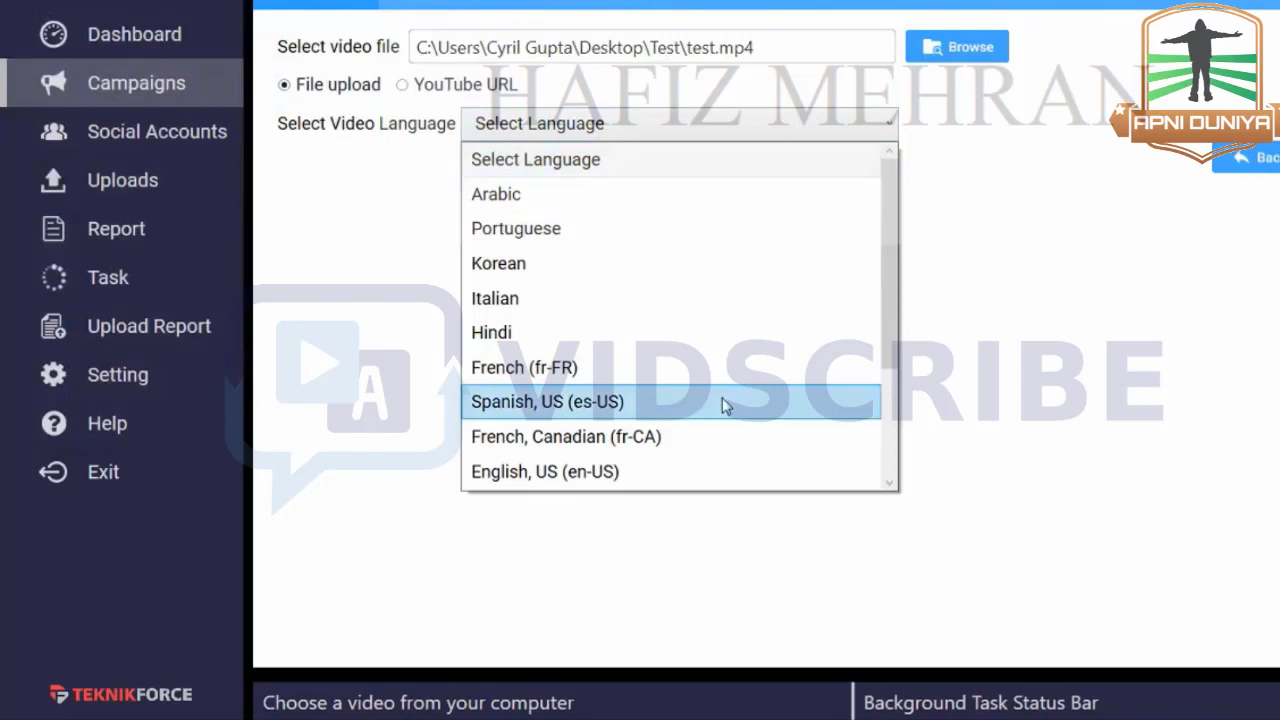 Dashboard
Campaigns
Social Accounts
Uploads
Report
Task
Upload Report
Setting
Help
Exit
TEKNIKFORCE
Select video file C:\Users\Cyril Gupta\Desktop\Test\test.mp4 Browse
File upload YouTube URL
HAFIZ MEHRAN
APNI DUNIYA
Select Video Language Select Language
Bac
Select Language
Arabic
Portuguese
Korean
Italian
Hindi
French (fr-FR)
Spanish, US (es-US)
French, Canadian (fr-CA)
English, US (en-US)
A VIDSCRIBE
Choose a video from your computer Background Task Status Bar